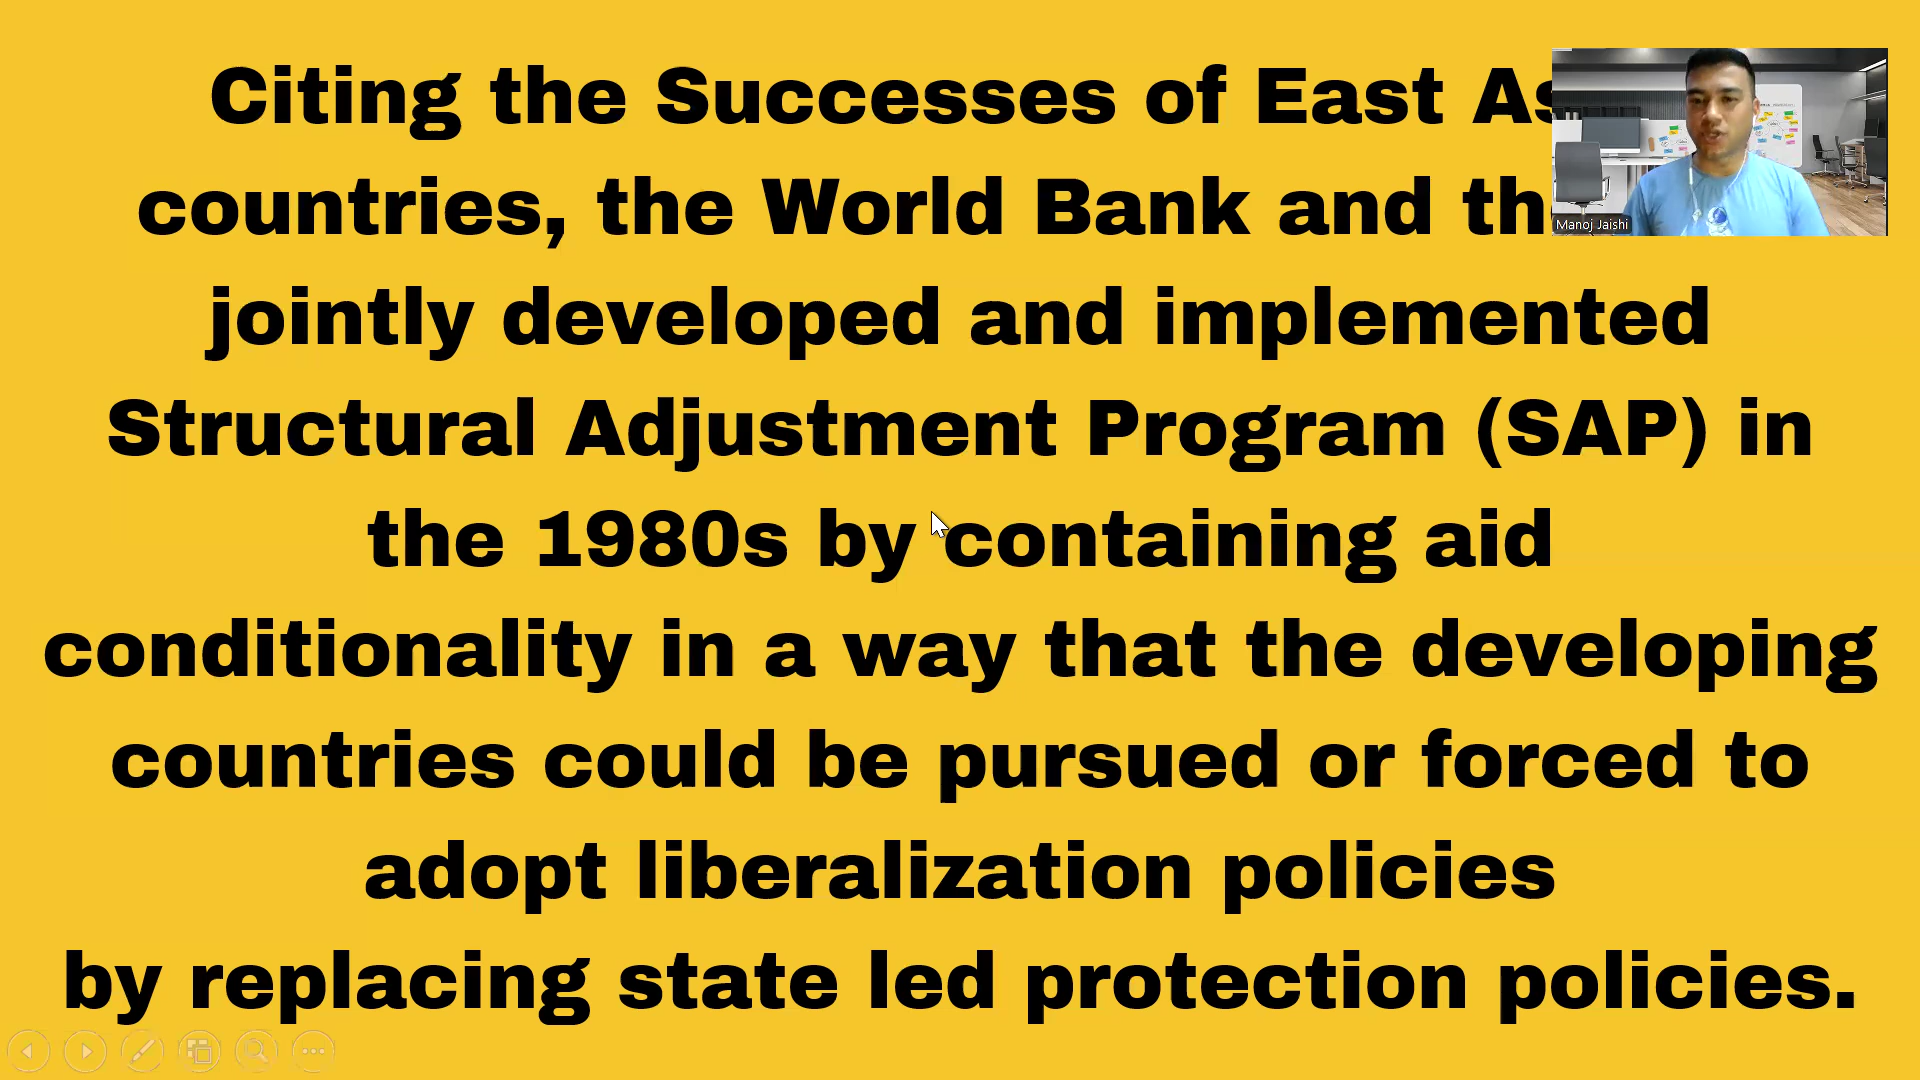 Citing the Successes of East
countries, the World Bank and
jointly developed and implemented
Structural Adjustment Program (SAP) in
the 1980s by containing aid
conditionality in a way that the developing
countries could be pursued or forced to
adopt liberalization policies
by replacing state led protection policies.
Manoj Jaishi